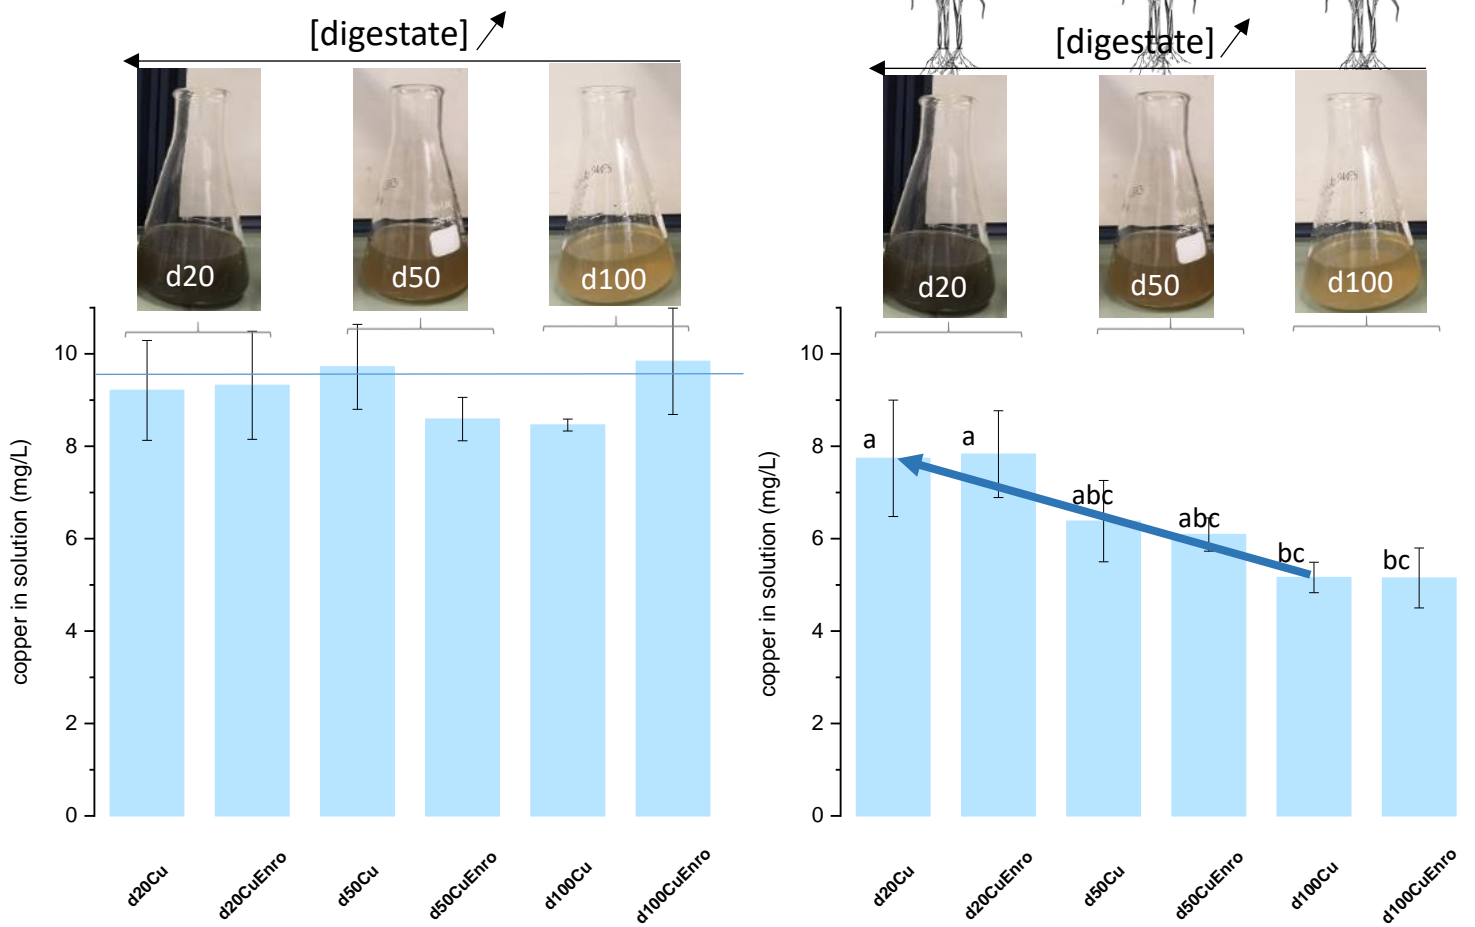 [digestate]
d20
d50
d100
10
8
6
4
2
0
copper in solution (mg/L)
d20Cu
d20CuEnro
d50Cu
d50CuEnro
d100Cu
d100CuEnro
[digestate]
d20
d50
d100
10
8
6
4
2
0
copper in solution (mg/L)
a
a
abc
abc
bc
bc
d20Cu
d20CuEnro
d50Cu
d50CuEnro
d100Cu
d100CuEnro